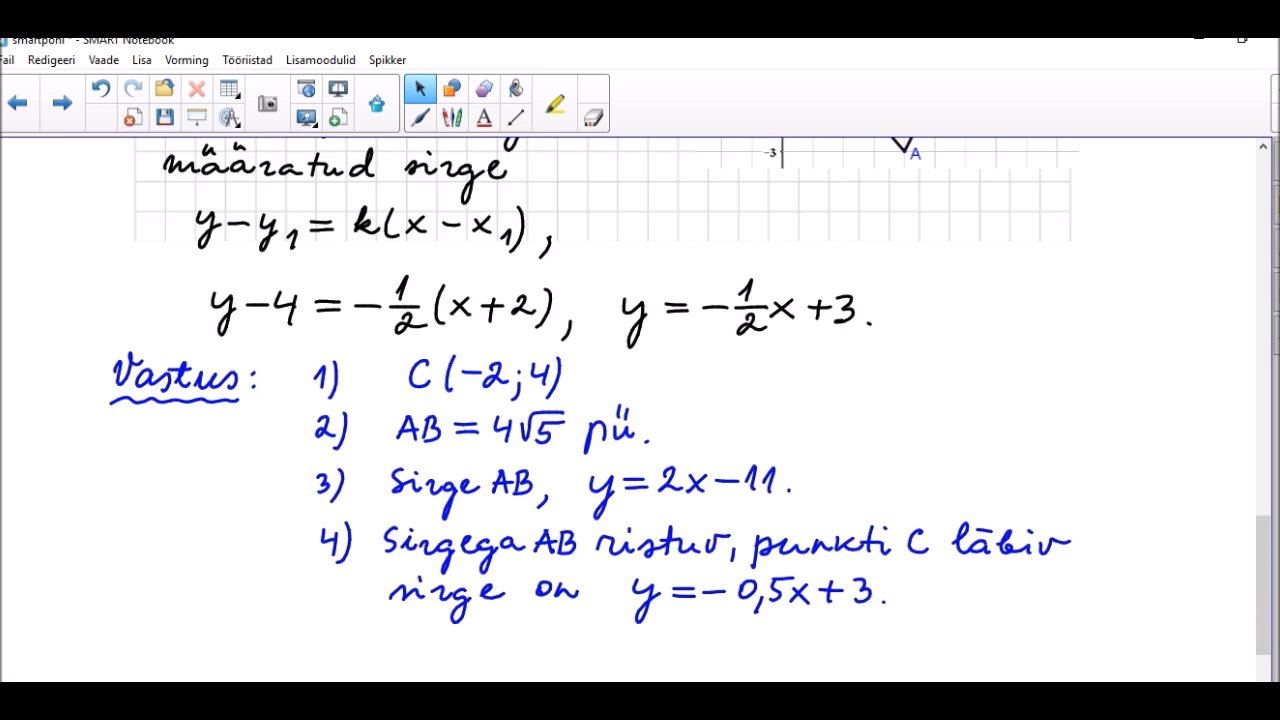 smartpohi * - SMART Notebook
Fail Redigeeri Vaade Lisa Vorming Tööriistad Lisamoodulid Spikker
-3 A
määratud sirge
y-y₁ = k(x - x₁),
y-4 = -1/2(x+2), y = -1/2x+3.
Vastus: 1) C(-2;4)
2) AB = 4√5 pü.
3) Sirge AB, y = 2x-11.
4) Sirgega AB ristuv, punkti C läbiv
sirge on y = -0,5x+3.